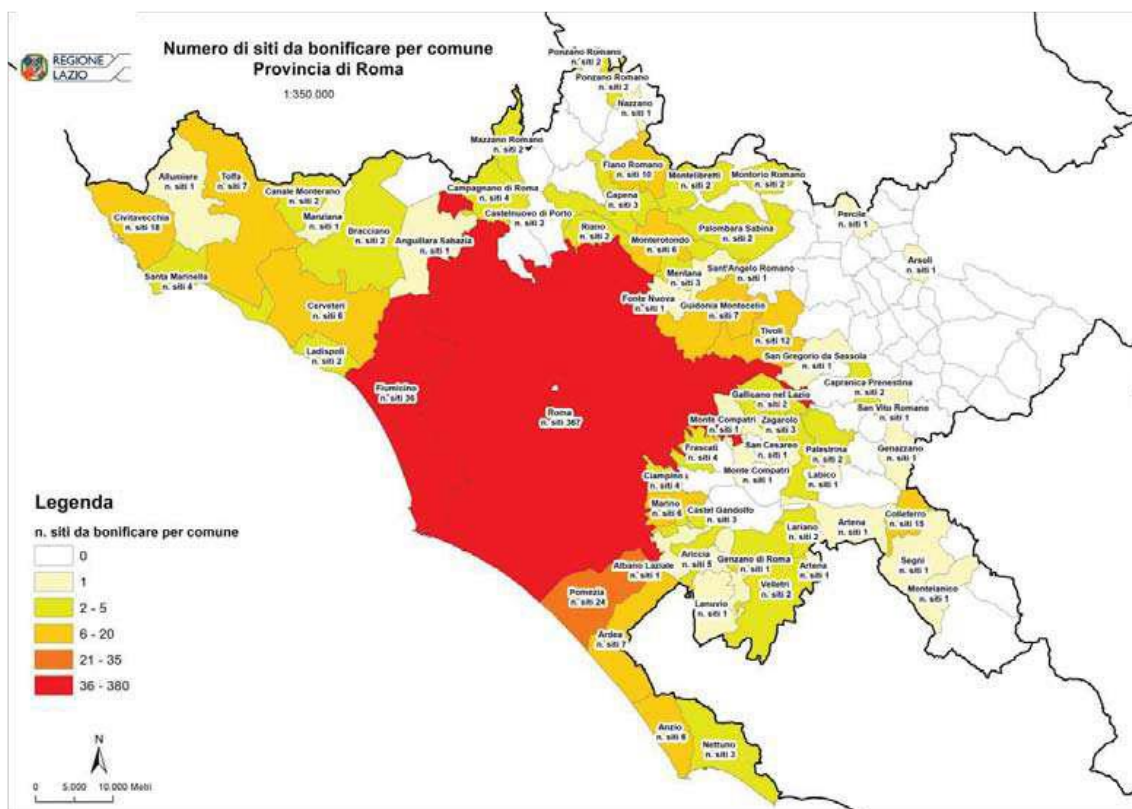 REGIONE
LAZIO
Numero di siti da bonificare per comune
Provincia di Roma
1:350.000
Ponzano Romano
n. siti 2
Ponzano Romano
n. siti 2
Nazzano
n. siti 1
Mazzano Romano
n. siti 2
Allumiere
n. siti 1
Tolfa
n. siti 7
Fiano Romano
n. siti 10
Montelibretti
n. siti 2
Montorio Romano
n. siti 2
Canale Monterano
n. siti 2
Campagnano di Roma
n. siti 4
Capena
n. siti 3
Civitavecchia
n. siti 18
Manziana
n. siti 1
Castelnuovo di Porto
n. siti 2
Percile
n. siti 1
Bracciano
n. siti 2
Anguillara Sabazia
n. siti 1
Riano
n. siti 2
Palombara Sabina
n. siti 2
Monterotondo
n. siti 6
Arsoli
n. siti 1
Santa Marinella
n. siti 4
Mentana
n. siti 3
Sant'Angelo Romano
n. siti 1
Cerveteri
n. siti 6
Fonte Nuova
n. siti 1
Guidonia Montecelio
n. siti 7
Tivoli
n. siti 12
Ladispoli
n. siti 2
San Gregorio da Sassola
n. siti 1
Fiumicino
n. siti 36
Capranica Prenestina
n. siti 2
Gallicano nel Lazio
n. siti 2
Roma
n. siti 367
San Vito Romano
n. siti 1
Monte Compatri
n. siti 1
Zagarolo
n. siti 3
Frascati
n. siti 4
San Cesareo
n. siti 1
Palestrina
n. siti 2
Genazzano
n. siti 1
Ciampino
n. siti 4
Monte Compatri
n. siti 1
Labico
n. siti 1
Marino
n. siti 6
Castel Gandolfo
n. siti 3
Colleferro
n. siti 15
Lariano
n. siti 2
Artena
n. siti 1
Ariccia
n. siti 5
Genzano di Roma
n. siti 1
Albano Laziale
n. siti 1
Artena
n. siti 1
Segni
n. siti 1
Velletri
n. siti 2
Montelanico
n. siti 1
Pomezia
n. siti 24
Lanuvio
n. siti 1
Ardea
n. siti 7
Anzio
n. siti 8
Nettuno
n. siti 3
Legenda
n. siti da bonificare per comune
0
1
2 - 5
6 - 20
21 - 35
36 - 380
N
0 5.000 10.000 Metri